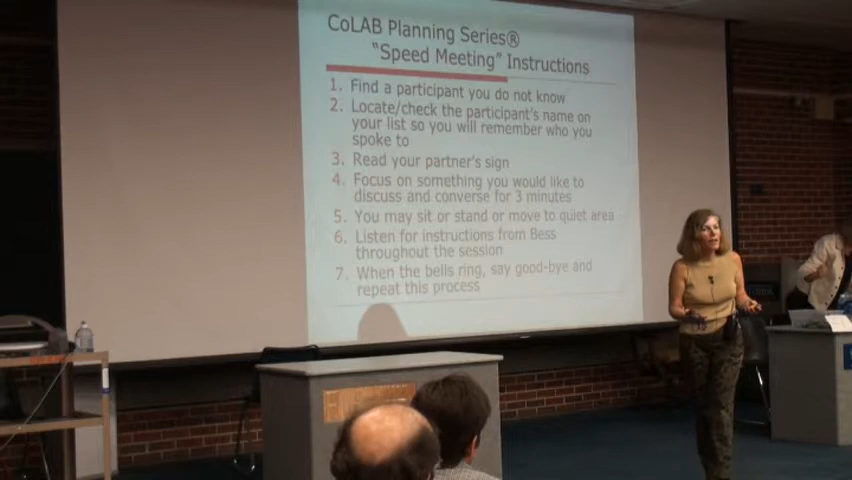 CoLAB Planning Series®
"Speed Meeting" Instructions
1. Find a participant you do not know
2. Locate/check the participant's name on
your list so you will remember who you
spoke to
3. Read your partner's sign
4. Focus on something you would like to
discuss and converse for 3 minutes
5. You may sit or stand or move to quiet area
6. Listen for instructions from Bess
throughout the session
7. When the bells ring, say good-bye and
repeat this process